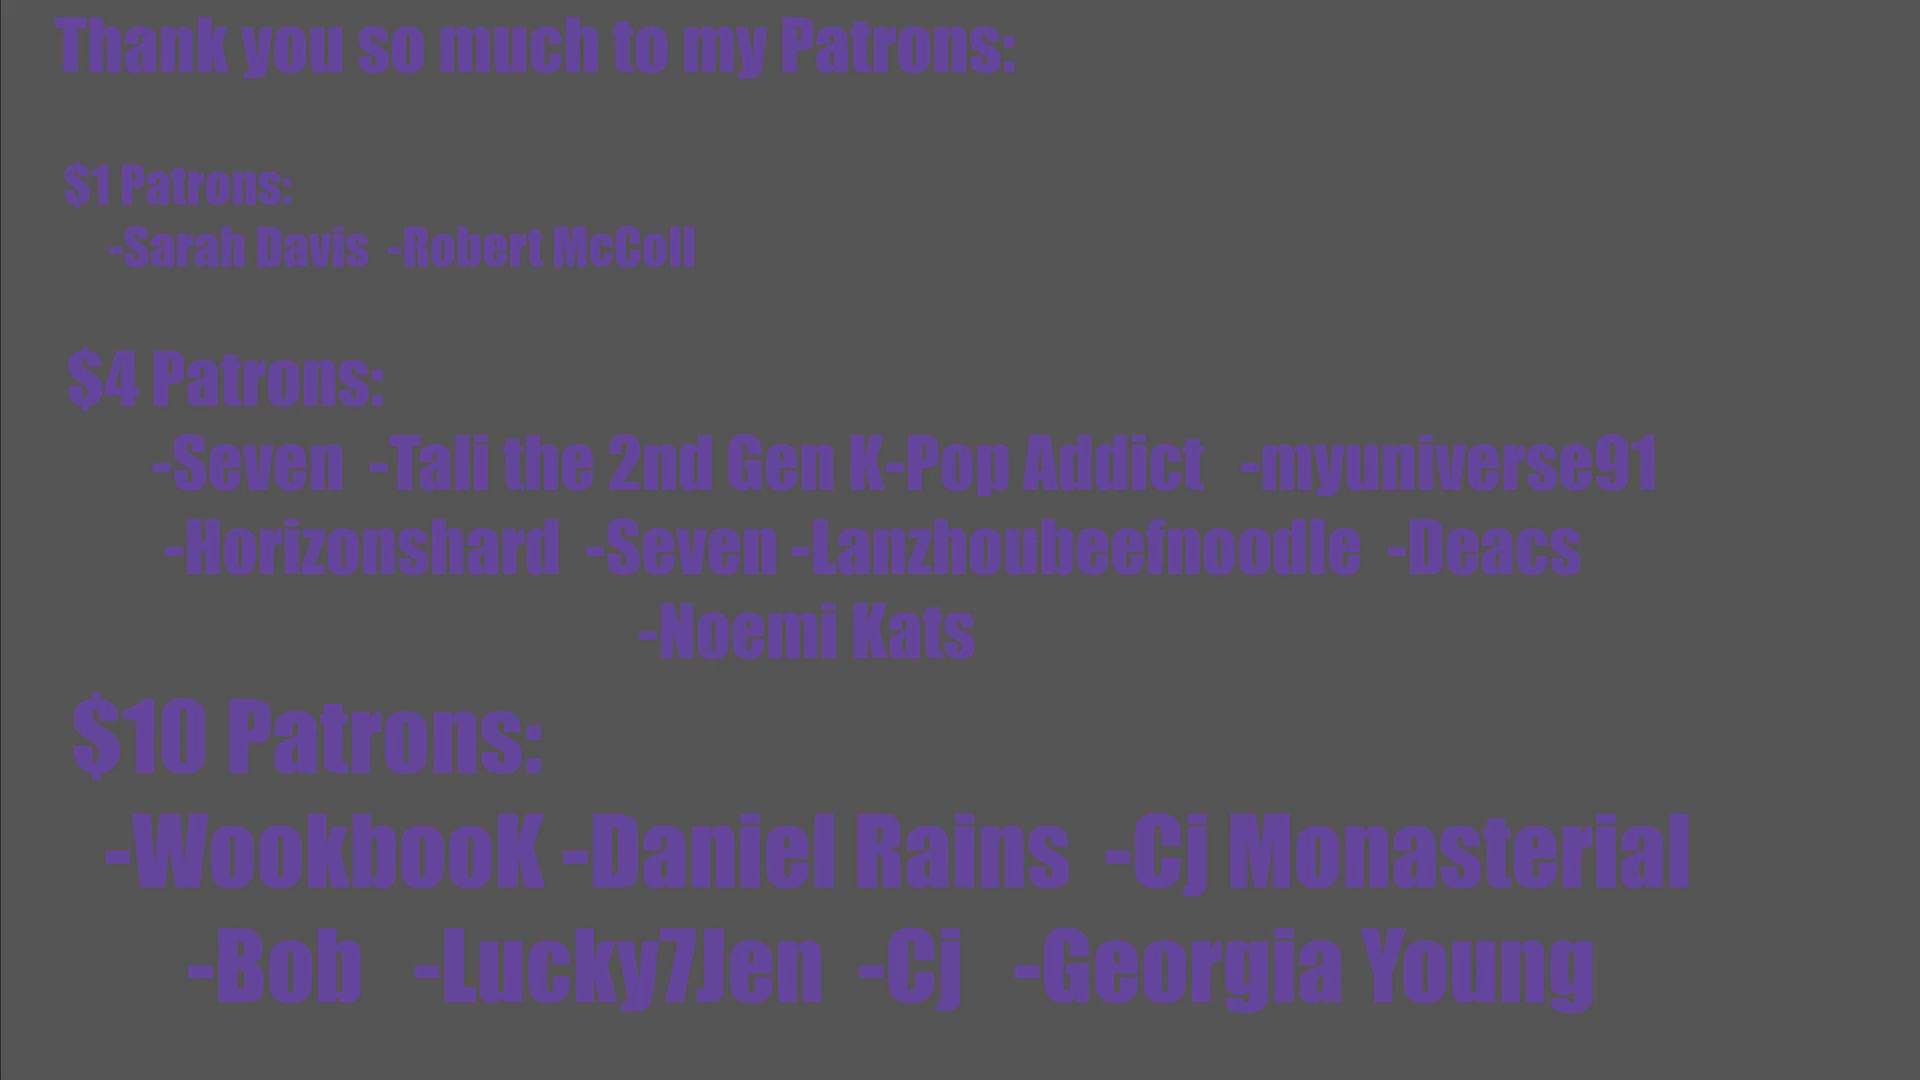 Thank you so much to my Patrons:
$1 Patrons:
-Sarah Davis -Robert McColl
$4 Patrons:
-Seven -Tali the 2nd Gen K-Pop Addict -myuniverse91
-Horizonshard -Seven -Lanzhoubeefnoodle -Deacs
-Noemi Kats
$10 Patrons:
-WookbooK -Daniel Rains -Cj Monasterial
-Bob -Lucky7Jen -Cj -Georgia Young